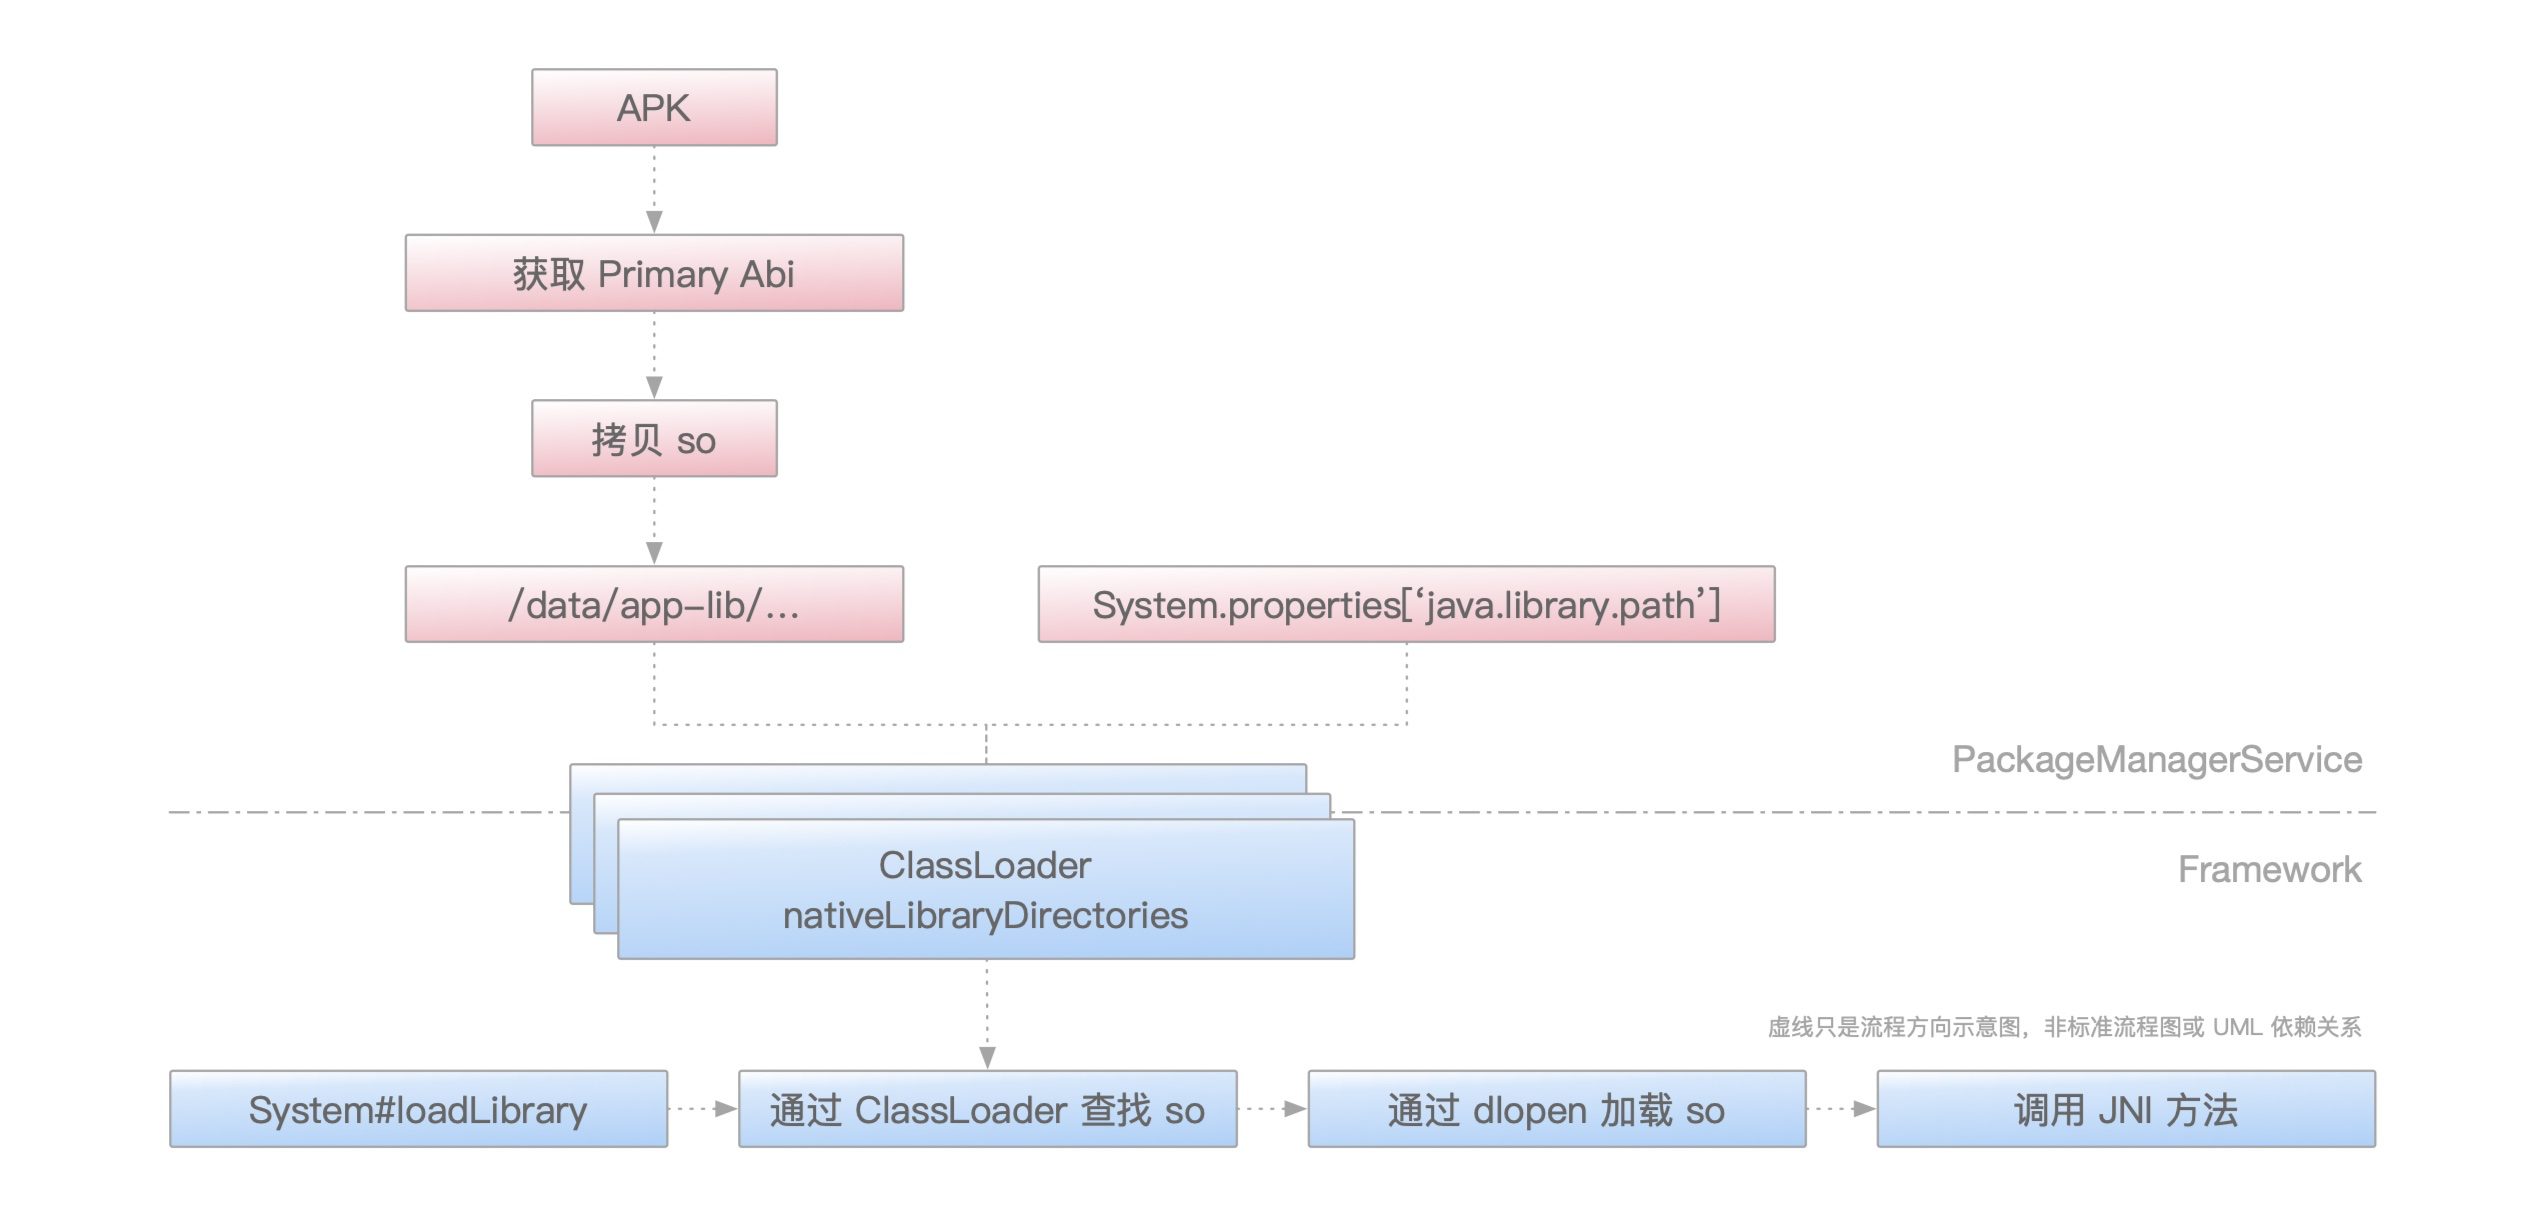 APK
获取 Primary Abi
拷贝 so
/data/app-lib/...
System.properties[‘java.library.path’]
PackageManagerService
ClassLoader
nativeLibraryDirectories
Framework
虚线只是流程方向示意图，非标准流程图或 UML 依赖关系
System#loadLibrary
通过 ClassLoader 查找 so
通过 dlopen 加载 so
调用 JNI 方法